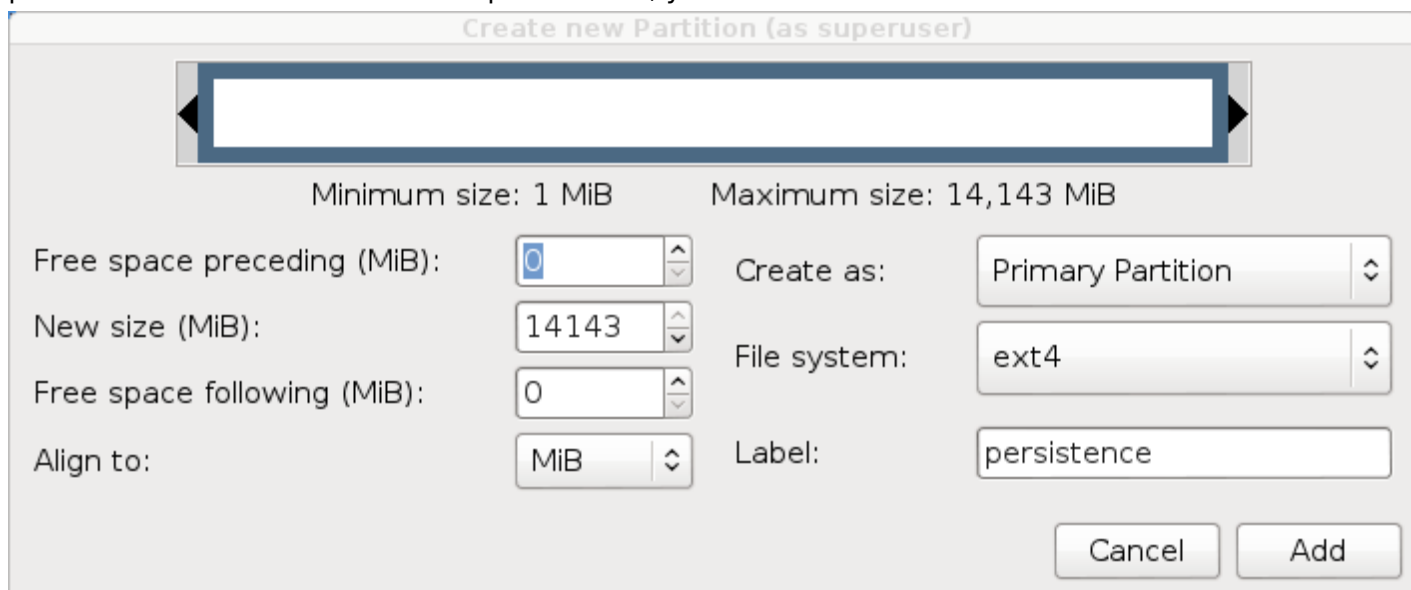 Create new Partition (as superuser)
Minimum size: 1 MiB Maximum size: 14,143 MiB
Free space preceding (MiB): 0 Create as: Primary Partition
New size (MiB): 14143
File system: ext4
Free space following (MiB): 0
Align to: MiB Label: persistence
Cancel Add